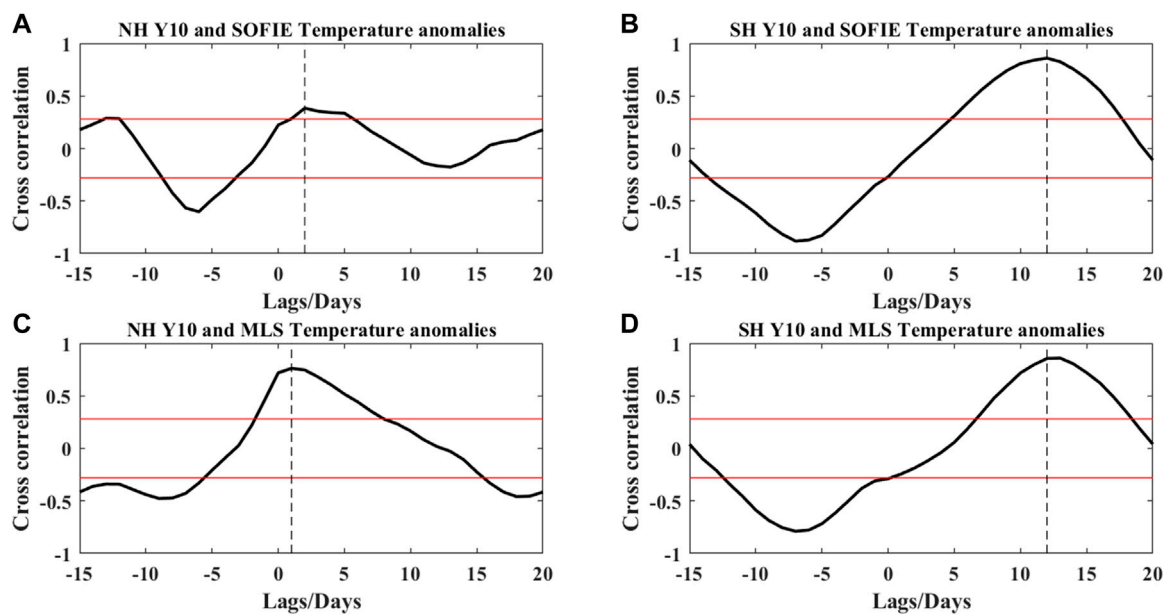 A
NH Y10 and SOFIE Temperature anomalies
1
0.5
0
-0.5
-1
Cross correlation
-15 -10 -5 0 5 10 15 20
Lags/Days
B
SH Y10 and SOFIE Temperature anomalies
1
0.5
0
-0.5
-1
Cross correlation
-15 -10 -5 0 5 10 15 20
Lags/Days
C
NH Y10 and MLS Temperature anomalies
1
0.5
0
-0.5
-1
Cross correlation
-15 -10 -5 0 5 10 15 20
Lags/Days
D
SH Y10 and MLS Temperature anomalies
1
0.5
0
-0.5
-1
Cross correlation
-15 -10 -5 0 5 10 15 20
Lags/Days